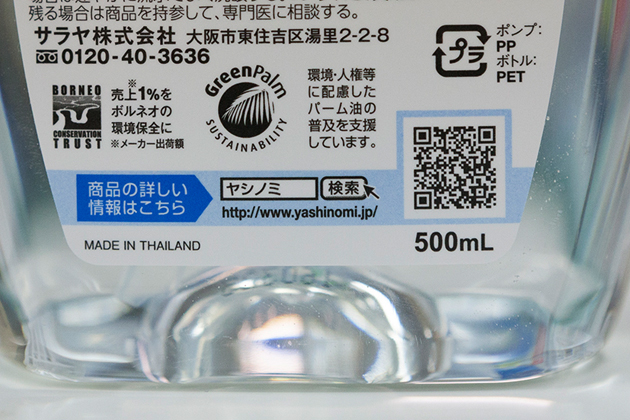 残る場合は商品を持参して、専門医に相談する。
サラヤ株式会社 大阪市東住吉区湯里2-2-8
0120-40-3636
ポンプ:
PP
ボトル:
PET
プラ
BORNEO
CONSERVATION
TRUST
※
売上1%を
ボルネオの
環境保全に
※メーカー出荷額
GreenPalm
SUSTAINABILITY
環境・人権等
に配慮した
パーム油の
普及を支援
しています。
商品の詳しい
情報はこちら
ヤシノミ 検索
http://www.yashinomi.jp/
MADE IN THAILAND
500mL